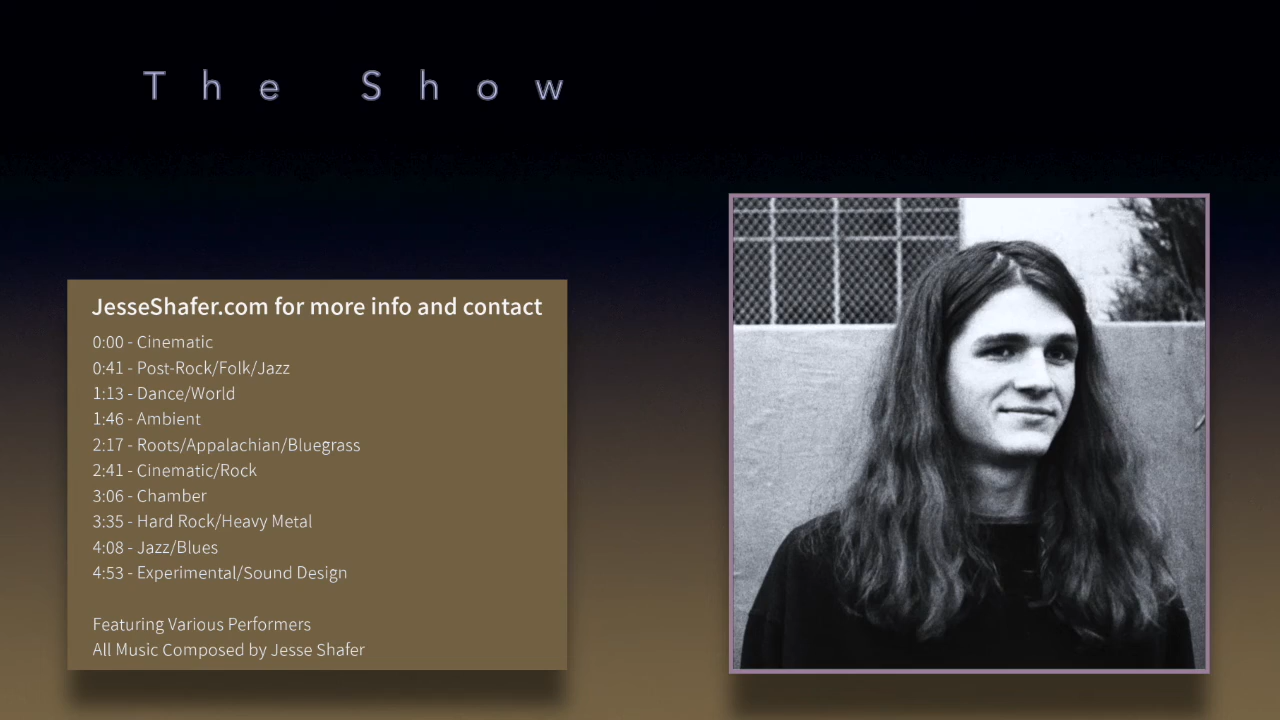 The Show
JesseShafer.com for more info and contact
0:00 - Cinematic
0:41 - Post-Rock/Folk/Jazz
1:13 - Dance/World
1:46 - Ambient
2:17 - Roots/Appalachian/Bluegrass
2:41 - Cinematic/Rock
3:06 - Chamber
3:35 - Hard Rock/Heavy Metal
4:08 - Jazz/Blues
4:53 - Experimental/Sound Design
Featuring Various Performers
All Music Composed by Jesse Shafer